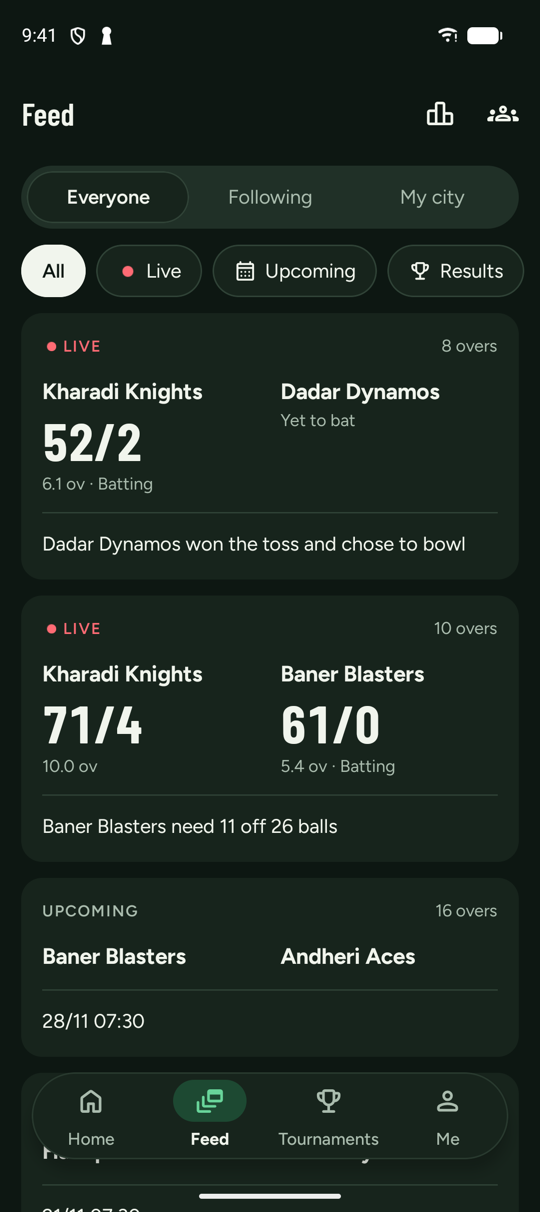 9:41
Feed
Everyone Following My city
All Live Upcoming Results
LIVE 8 overs
Kharadi Knights Dadar Dynamos
52/2 Yet to bat
6.1 ov · Batting
Dadar Dynamos won the toss and chose to bowl
LIVE 10 overs
Kharadi Knights Baner Blasters
71/4 61/0
10.0 ov 5.4 ov · Batting
Baner Blasters need 11 off 26 balls
UPCOMING 16 overs
Baner Blasters Andheri Aces
28/11 07:30
Home Feed Tournaments Me